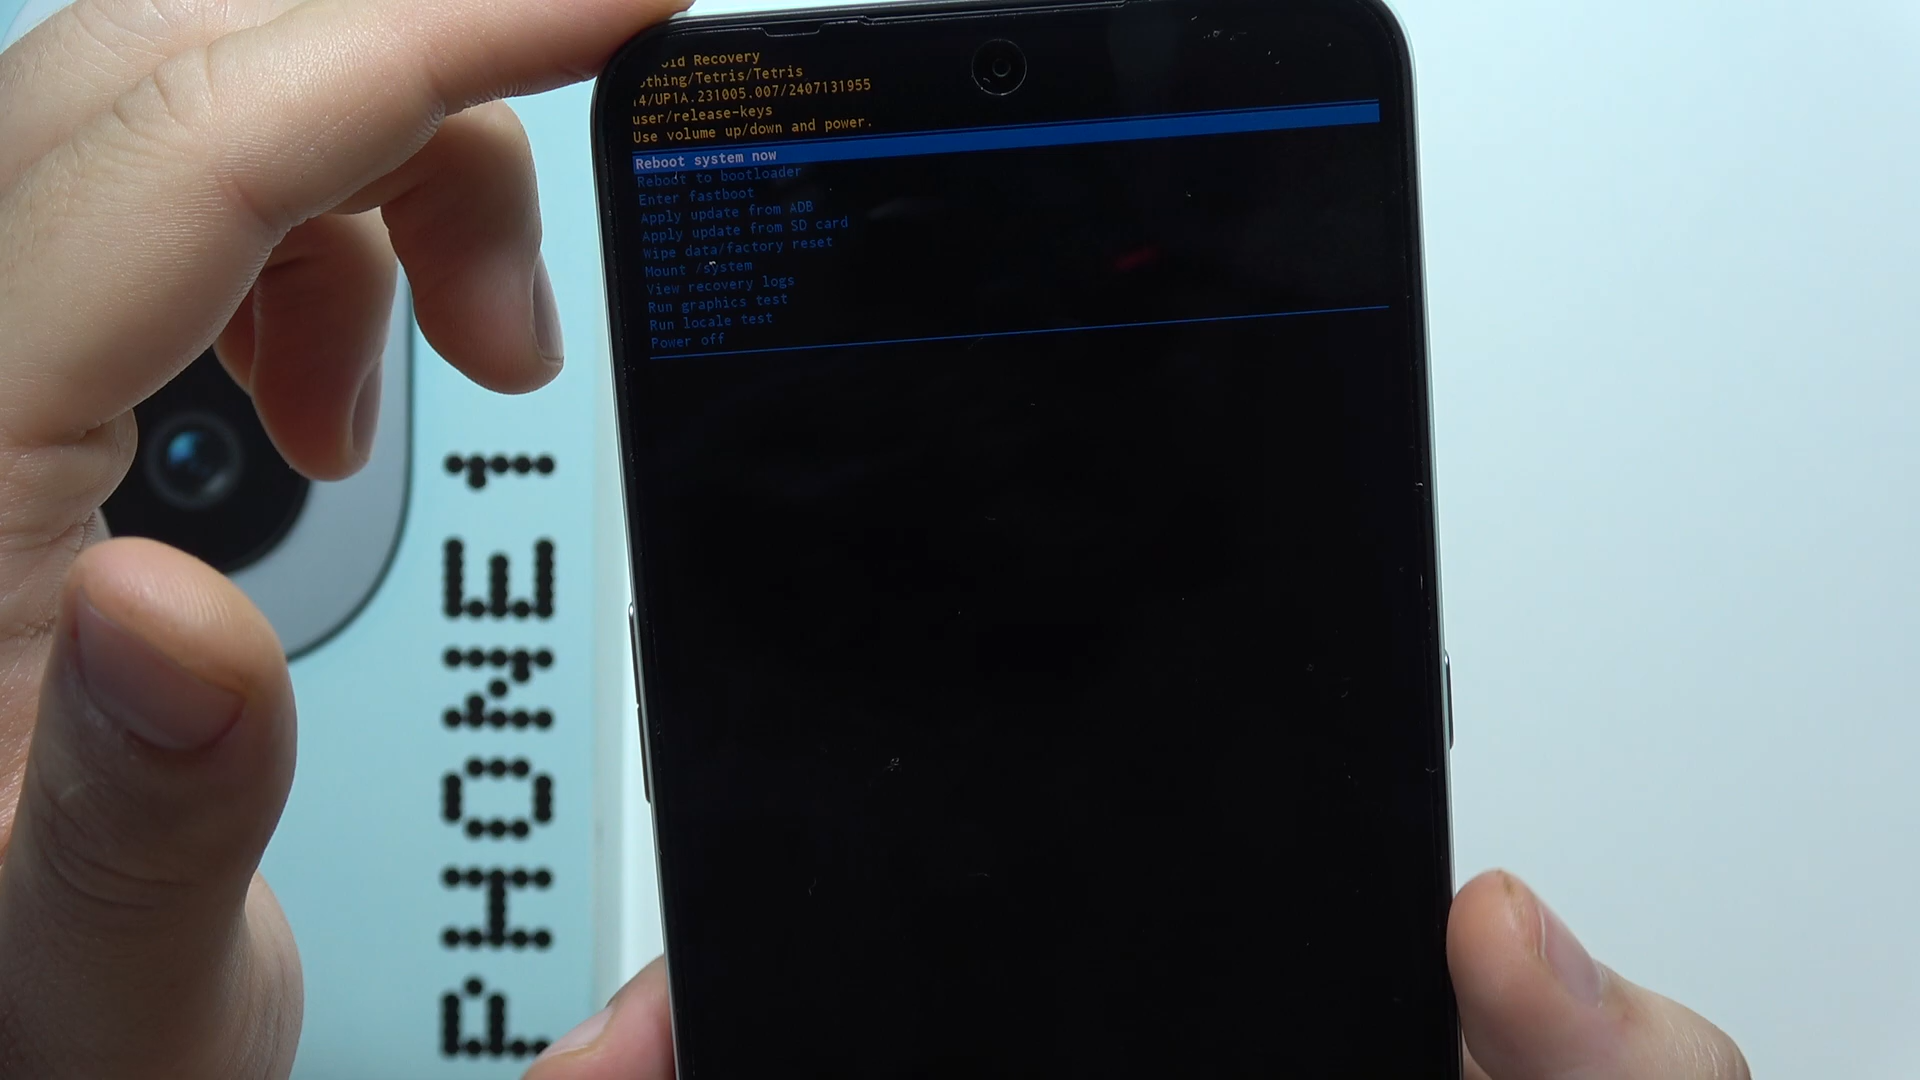 oid Recovery
othing/Tetris/Tetris
14/UP1A.231005.007/2407131955
user/release-keys
Use volume up/down and power.
Reboot system now
Reboot to bootloader
Enter fastboot
Apply update from ADB
Apply update from SD card
Wipe data/factory reset
Mount /system
View recovery logs
Run graphics test
Run locale test
Power off
PHONE 1